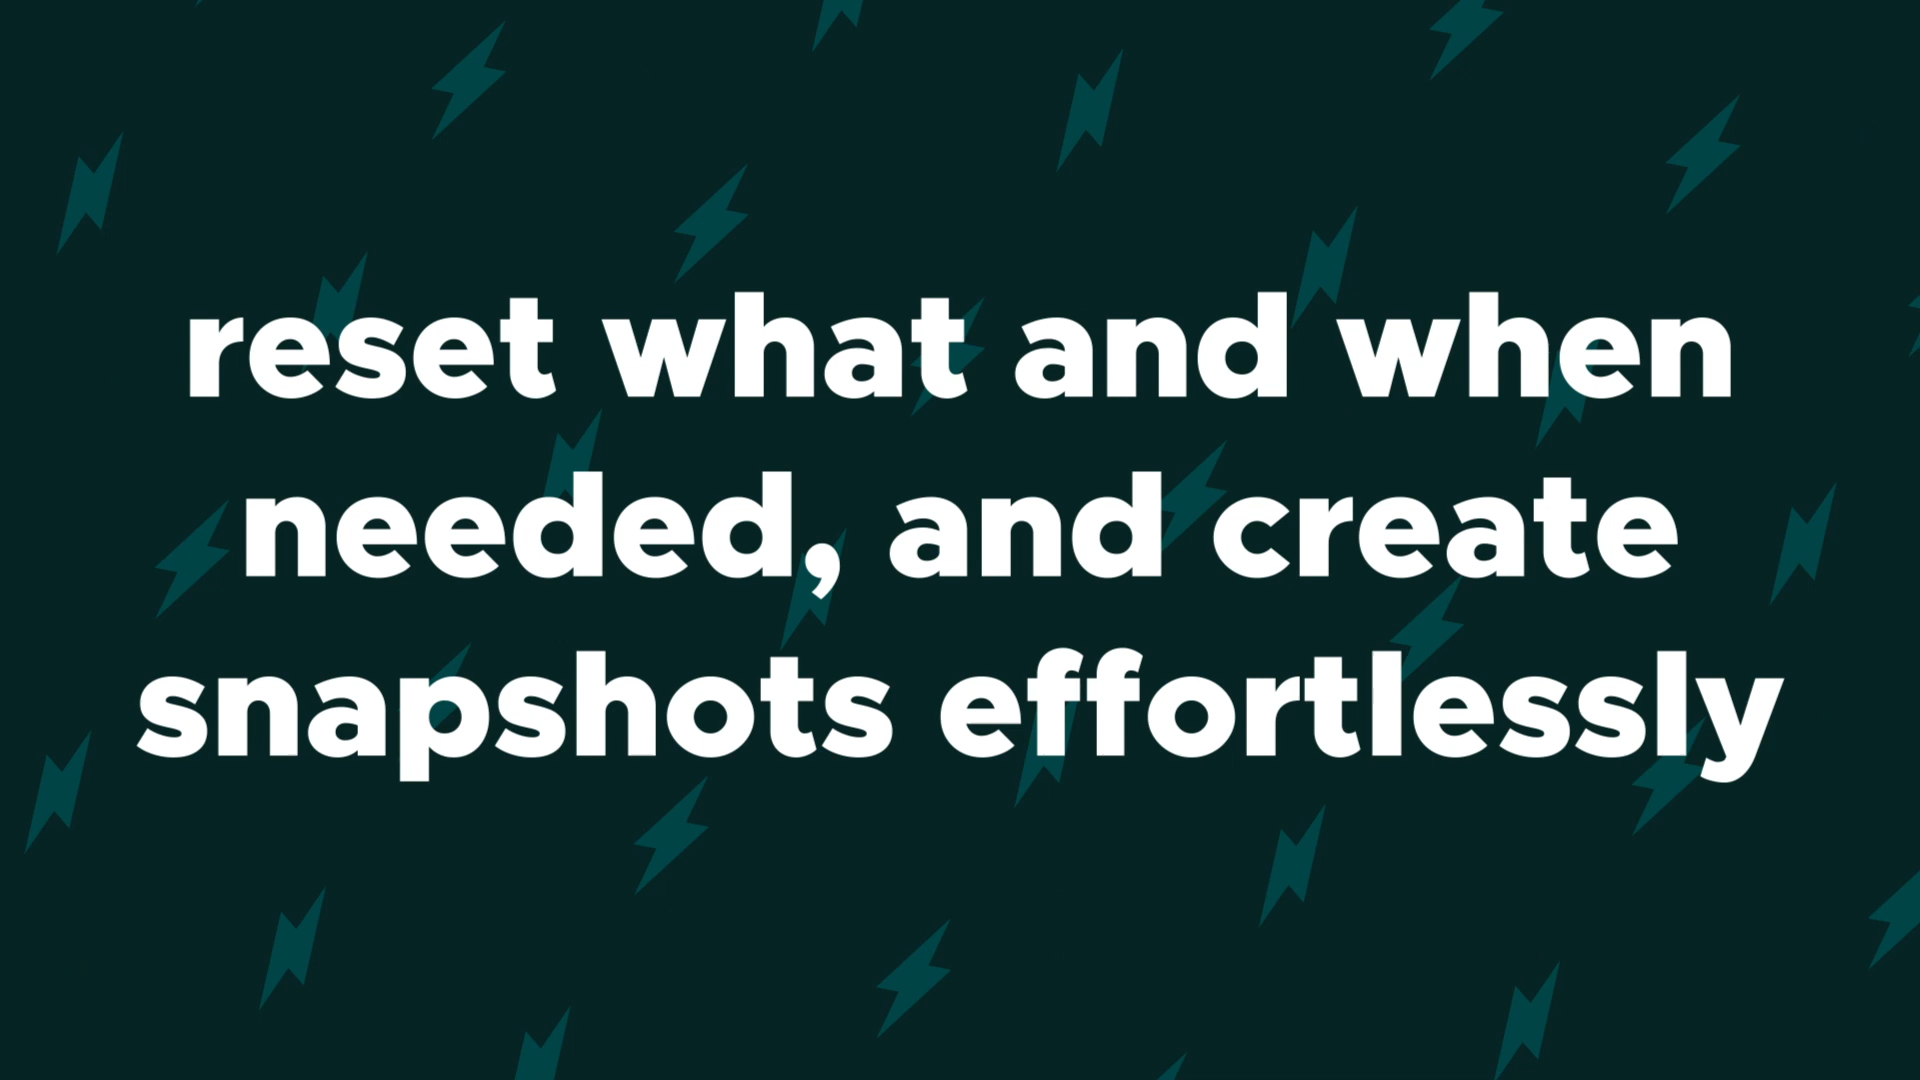 reset what and when
needed, and create
snapshots effortlessly